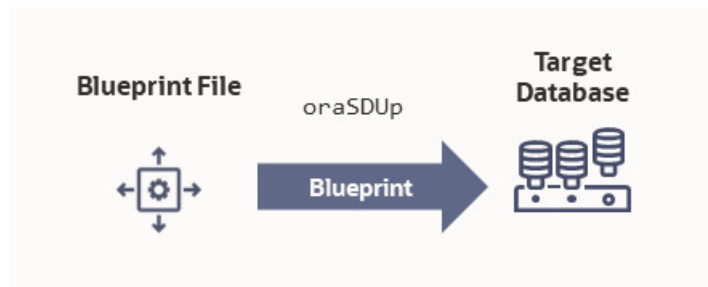 Blueprint File
oraSDUp
Blueprint
Target
Database